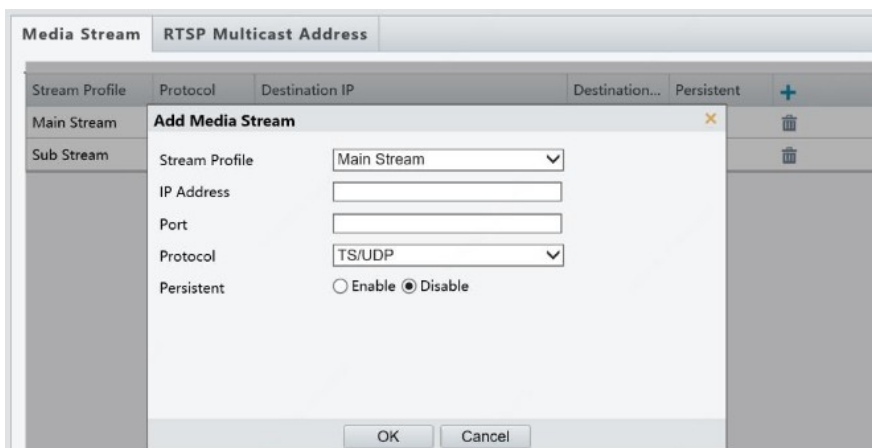 Media Stream RTSP Multicast Address
Stream Profile Protocol Destination IP Destination... Persistent +
Main Stream
Sub Stream
Add Media Stream ×
Stream Profile Main Stream
IP Address
Port
Protocol TS/UDP
Persistent Enable Disable
OK Cancel